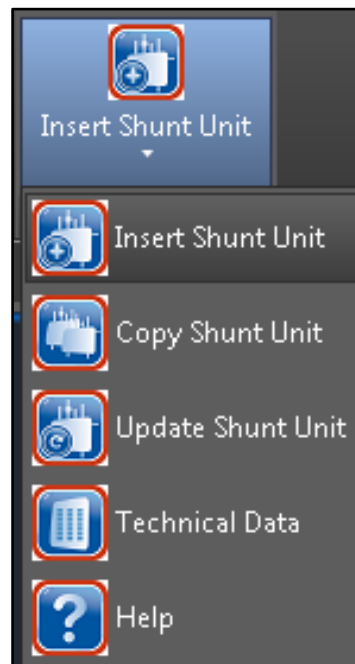 Insert Shunt Unit
Insert Shunt Unit
Copy Shunt Unit
Update Shunt Unit
Technical Data
Help